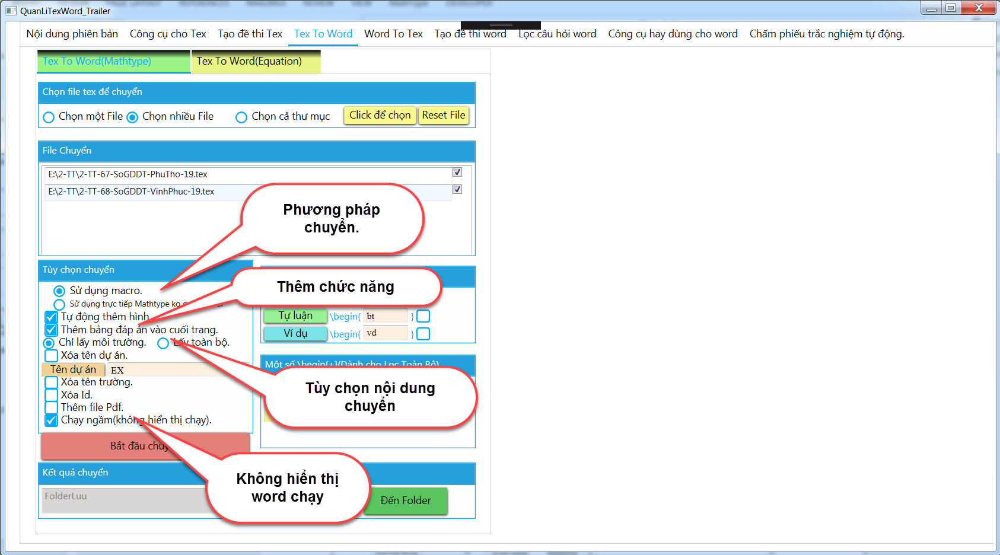 QuanLiTexWord_Trailer
Nội dung phiên bản Công cụ cho Tex Tạo đề thi Tex Tex To Word Word To Tex Tạo đề thi word Lọc câu hỏi word Công cụ hay dùng cho word Chấm phiếu trắc nghiệm tự động.
Tex To Word(Mathtype) Tex To Word(Equation)
Chọn file tex để chuyển
Chọn một File Chọn nhiều File Chọn cả thư mục Click để chọn Reset File
File Chuyển
E:\2-TT\2-TT-67-SoGDDT-PhuTho-19.tex
E:\2-TT\2-TT-68-SoGDDT-VinhPhuc-19.tex
Phương pháp
chuyển.
Tùy chọn chuyển
Thêm chức năng
Sử dụng macro.
Sử dụng trực tiếp Mathtype ko
Tự động thêm hình
Thêm bảng đáp án vào cuối trang.
Chỉ lấy môi trường. Lấy toàn bộ.
Xóa tên dự án.
Tên dự án EX
Xóa tên trường.
Xóa Id.
Thêm file Pdf.
Chạy ngầm(không hiển thị chạy).
Tự luận \begin{ bt }
Ví dụ \begin{ vd }
Một số \begin{+}(Dành cho Lọc Toàn Bộ)
Tùy chọn nội dung
chuyển
Bắt đầu
Không hiển thị
word chạy
Kết quả chuyển
FolderLuu
Đến Folder